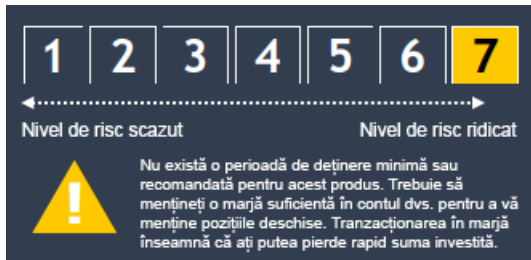 1 2 3 4 5 6 7
Nivel de risc scazut Nivel de risc ridicat
Nu există o perioadă de deținere minimă sau
recomandată pentru acest produs. Trebuie să
mențineți o marjă suficientă în contul dvs. pentru a vă
menține pozițiile deschise. Tranzacționarea în marjă
înseamnă că ați putea pierde rapid suma investită.